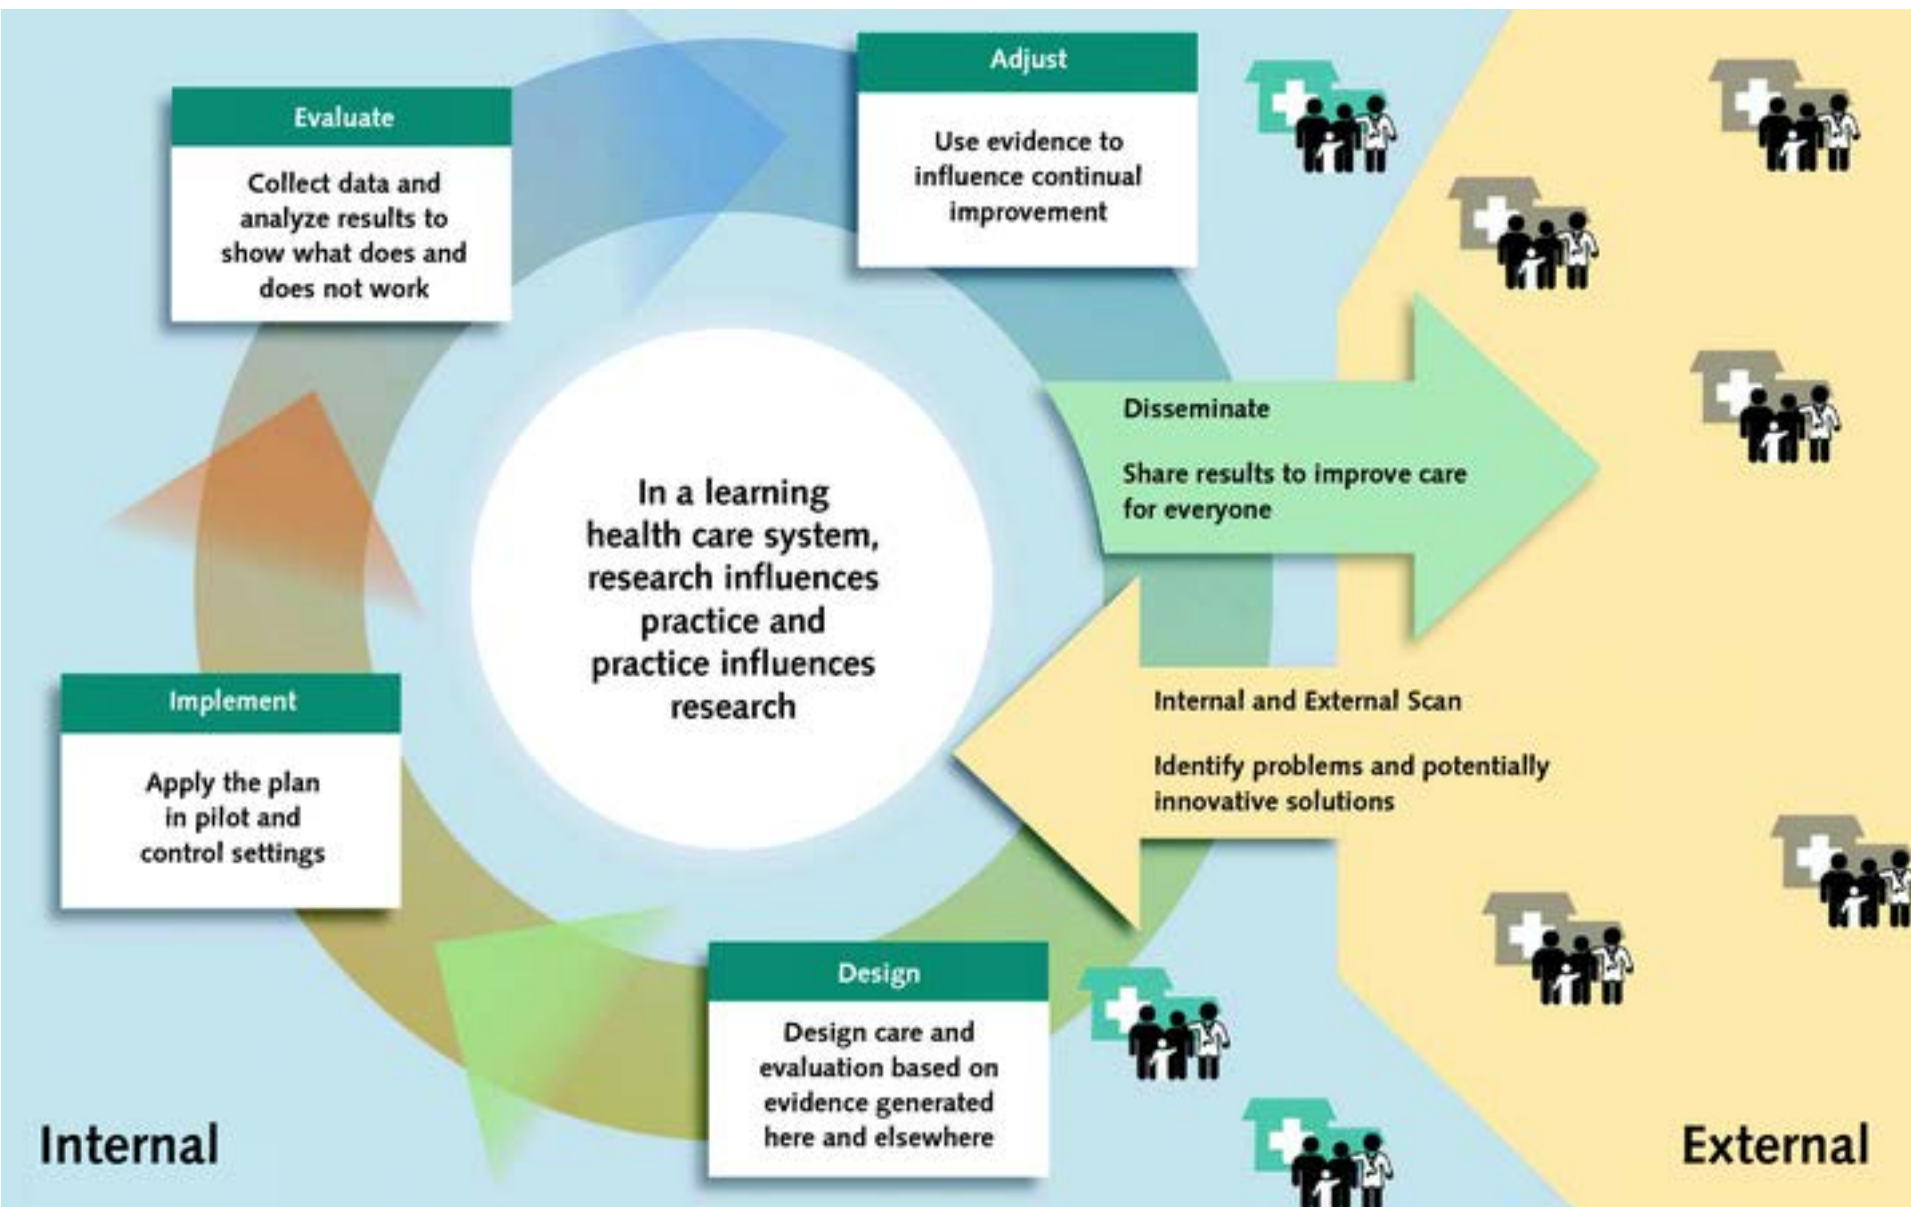 Evaluate
Collect data and
analyze results to
show what does and
does not work
Adjust
Use evidence to
influence continual
improvement
Disseminate
Share results to improve care
for everyone
In a learning
health care system,
research influences
practice and
practice influences
research
Internal and External Scan
Identify problems and potentially
innovative solutions
Implement
Apply the plan
in pilot and
control settings
Design
Design care and
evaluation based on
evidence generated
here and elsewhere
Internal
External